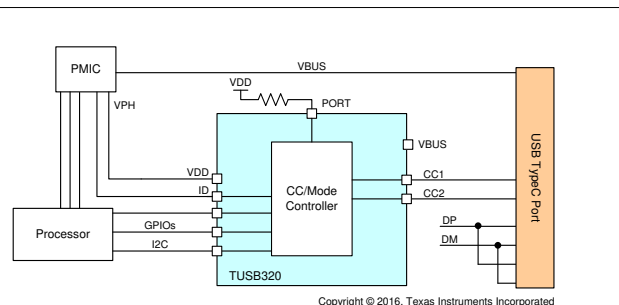 PMIC
VBUS
VPH
VDD
PORT
VBUS
VDD
ID
CC/Mode
Controller
CC1
CC2
USB TypeC Port
Processor
GPIOs
I2C
DP
DM
TUSB320
Copyright © 2016, Texas Instruments Incorporated